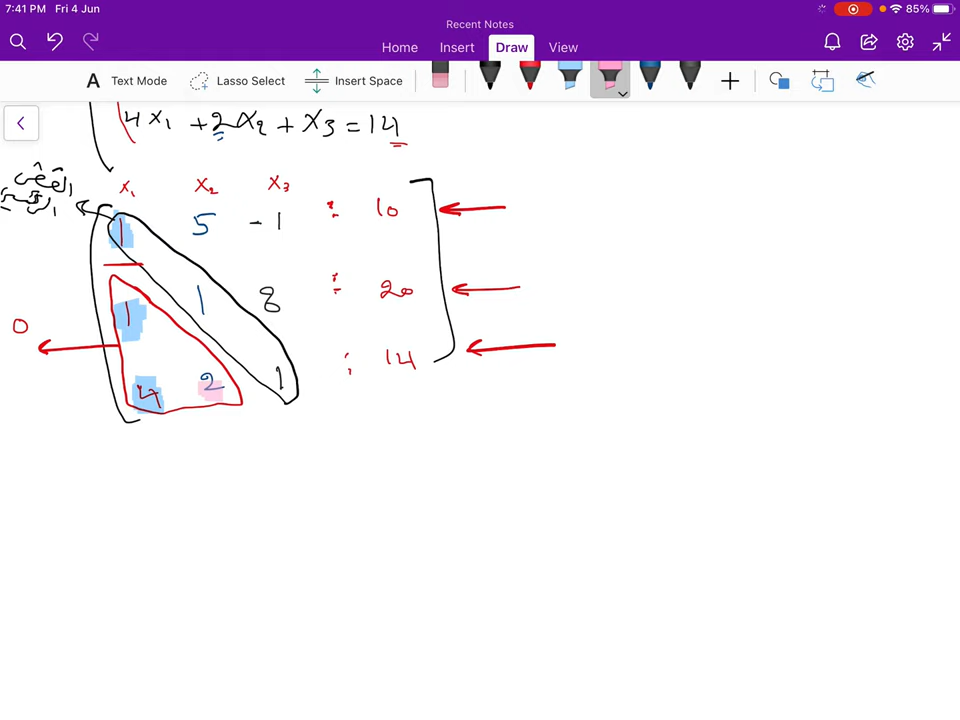 7:41 PM Fri 4 Jun 85%
Recent Notes
Home Insert Draw View
Text Mode Lasso Select Insert Space
4x₁ + 2x₂ + x₃ = 14
x₁ x₂ x₃
1 5 -1 : 10
1 1 8 : 20
0
4 2 1 : 14